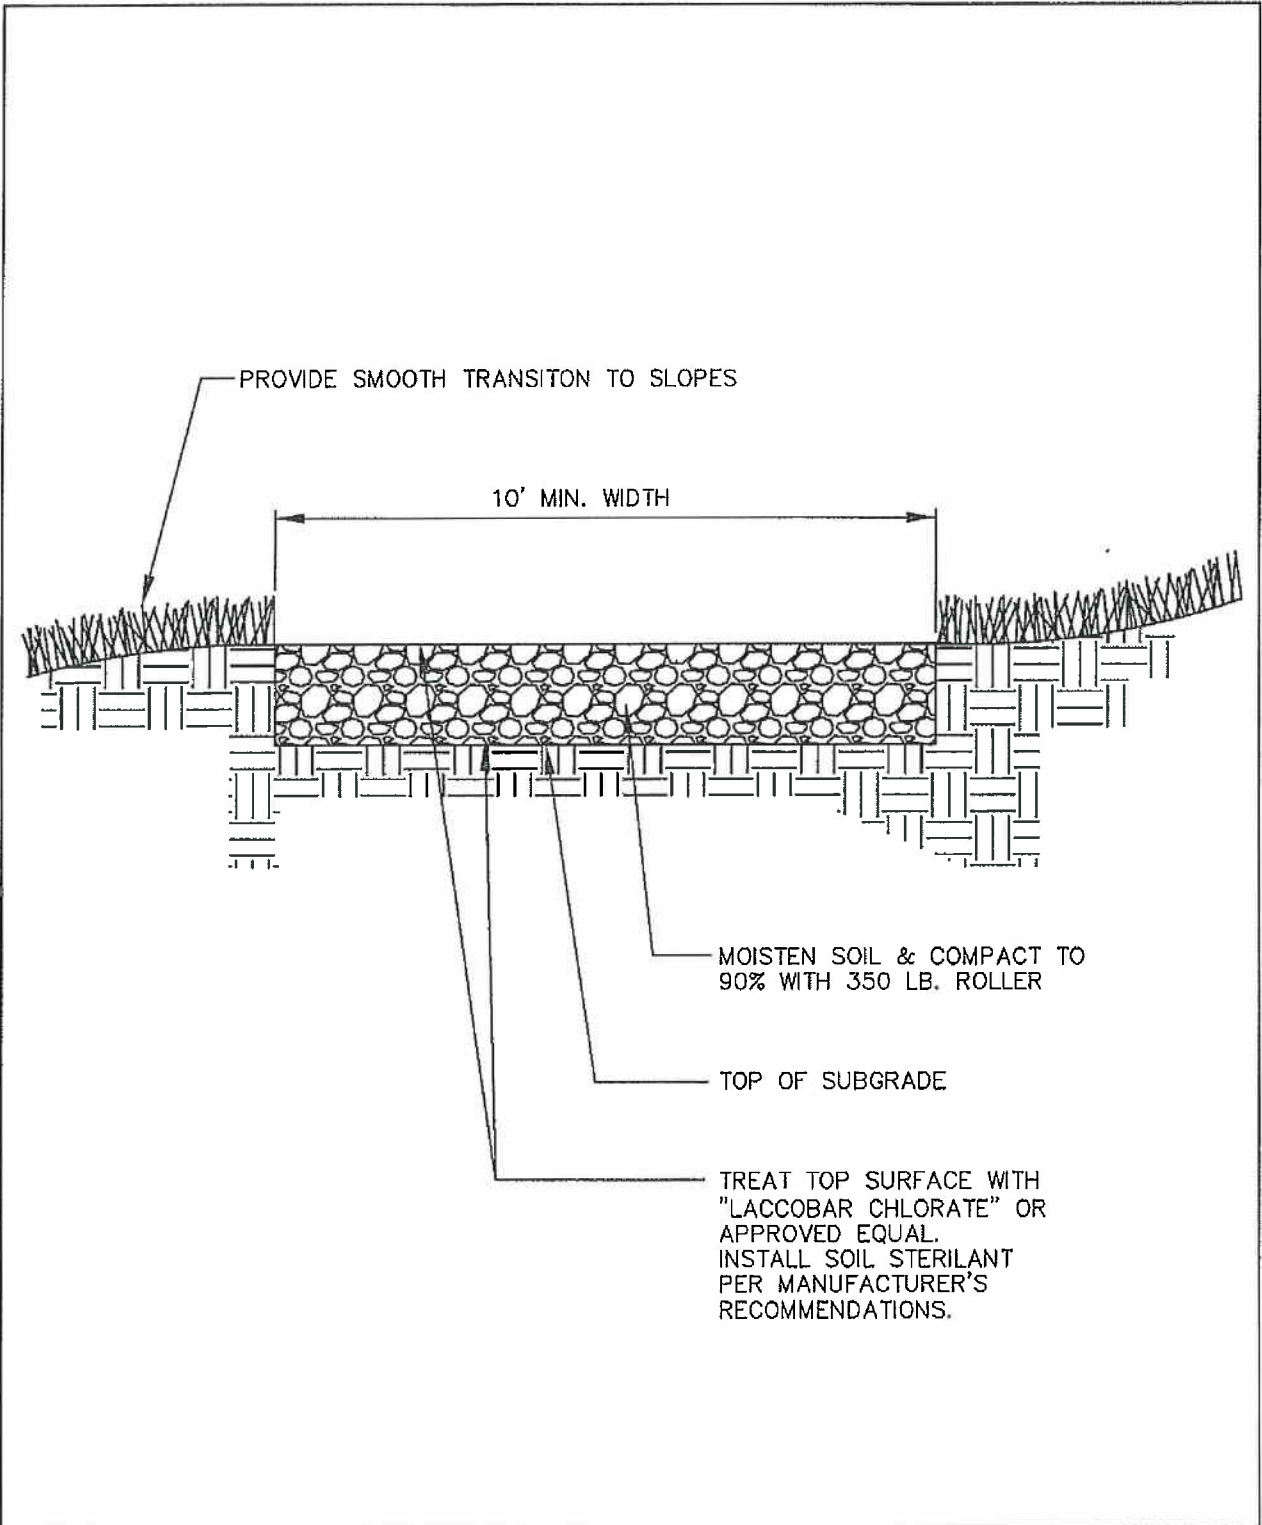 PROVIDE SMOOTH TRANSITON TO SLOPES
10' MIN. WIDTH
MOISTEN SOIL & COMPACT TO
90% WITH 350 LB. ROLLER
TOP OF SUBGRADE
TREAT TOP SURFACE WITH
"LACCOBAR CHLORATE" OR
APPROVED EQUAL.
INSTALL SOIL STERILANT
PER MANUFACTURER'S
RECOMMENDATIONS.